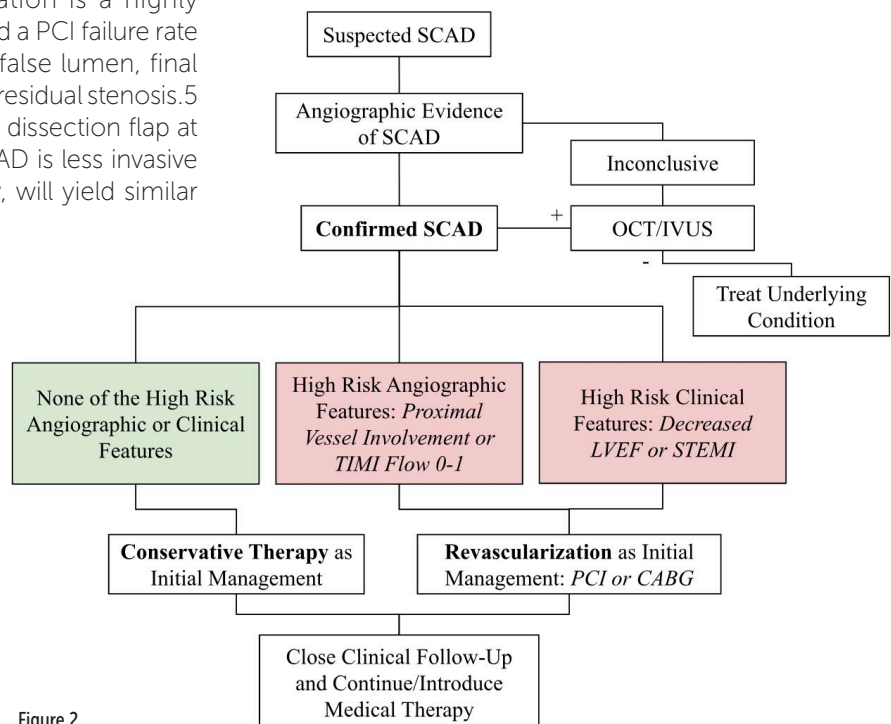 ation is a highly
d a PCI failure rate
false lumen, final
residual stenosis.5
dissection flap at
AD is less invasive
, will yield similar
Suspected SCAD
Angiographic Evidence
of SCAD
Inconclusive
Confirmed SCAD
+
OCT/IVUS
-
Treat Underlying
Condition
None of the High Risk
Angiographic or Clinical
Features
High Risk Angiographic
Features: Proximal
Vessel Involvement or
TIMI Flow 0-1
High Risk Clinical
Features: Decreased
LVEF or STEMI
Conservative Therapy as
Initial Management
Revascularization as Initial
Management: PCI or CABG
Close Clinical Follow-Up
and Continue/Introduce
Medical Therapy
Figure 2